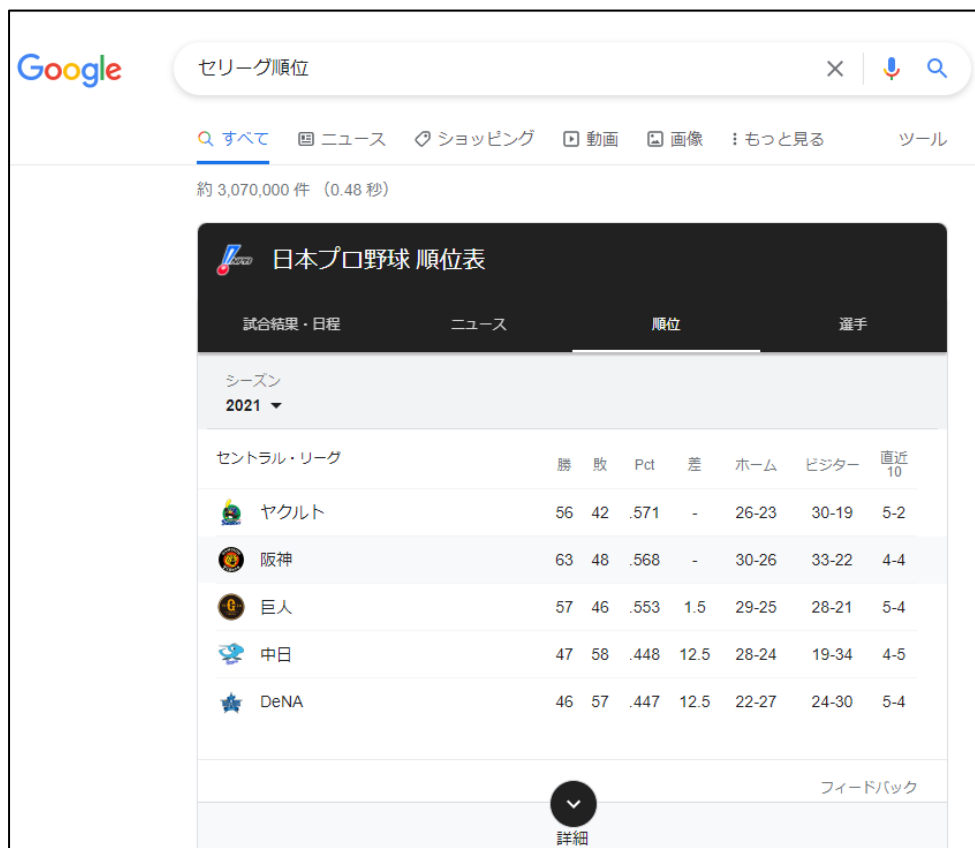 Google
セリーグ順位
すべて ニュース ショッピング 動画 画像 もっと見る ツール
約 3,070,000 件 （0.48 秒）
日本プロ野球 順位表
試合結果・日程 ニュース 順位 選手
シーズン
2021
セントラル・リーグ 勝 敗 Pct 差 ホーム ビジター 直近 10
ヤクルト 56 42 .571 - 26-23 30-19 5-2
阪神 63 48 .568 - 30-26 33-22 4-4
巨人 57 46 .553 1.5 29-25 28-21 5-4
中日 47 58 .448 12.5 28-24 19-34 4-5
DeNA 46 57 .447 12.5 22-27 24-30 5-4
フィードバック
詳細